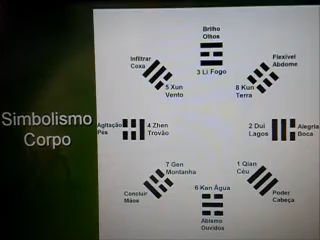 Simbolismo
Corpo
Brilho
Olhos
3 Li Fogo
Infiltrar
Coxa
5 Xun
Vento
Flexível
Abdome
8 Kun
Terra
Agitação
Pés
4 Zhen
Trovão
2 Dui
Lagos
Alegria
Boca
7 Gen
Montanha
Concluir
Mãos
1 Qian
Céu
Poder
Cabeça
6 Kan Água
Abismo
Ouvidos